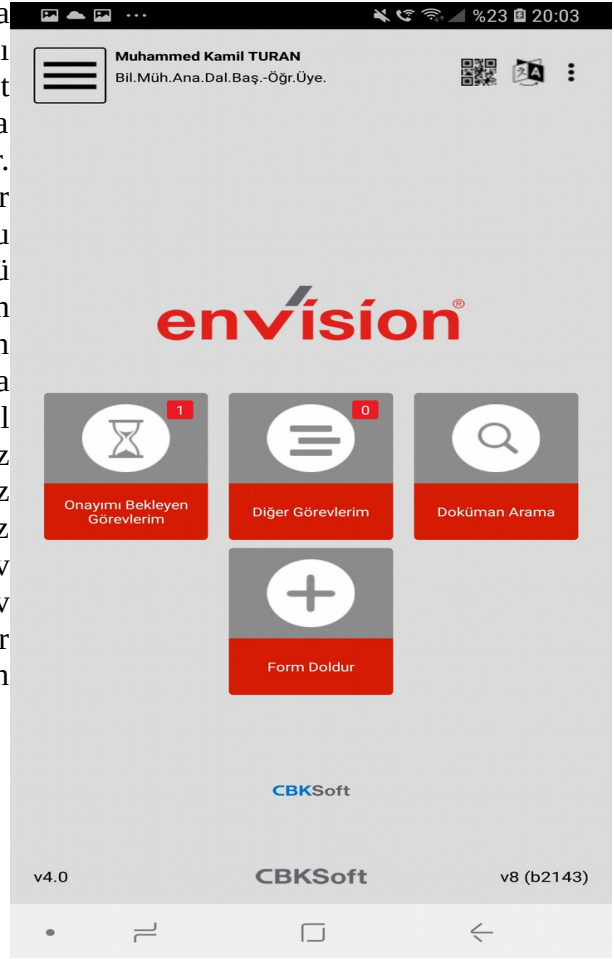 %23 20:03
Muhammed Kamil TURAN
Bil.Müh.Ana.Dal.Baş.-Öğr.Üye.
envision®
1
0
Onayımı Bekleyen
Görevlerim
Diğer Görevlerim
Doküman Arama
Form Doldur
CBKSoft
v4.0
CBKSoft
v8 (b2143)